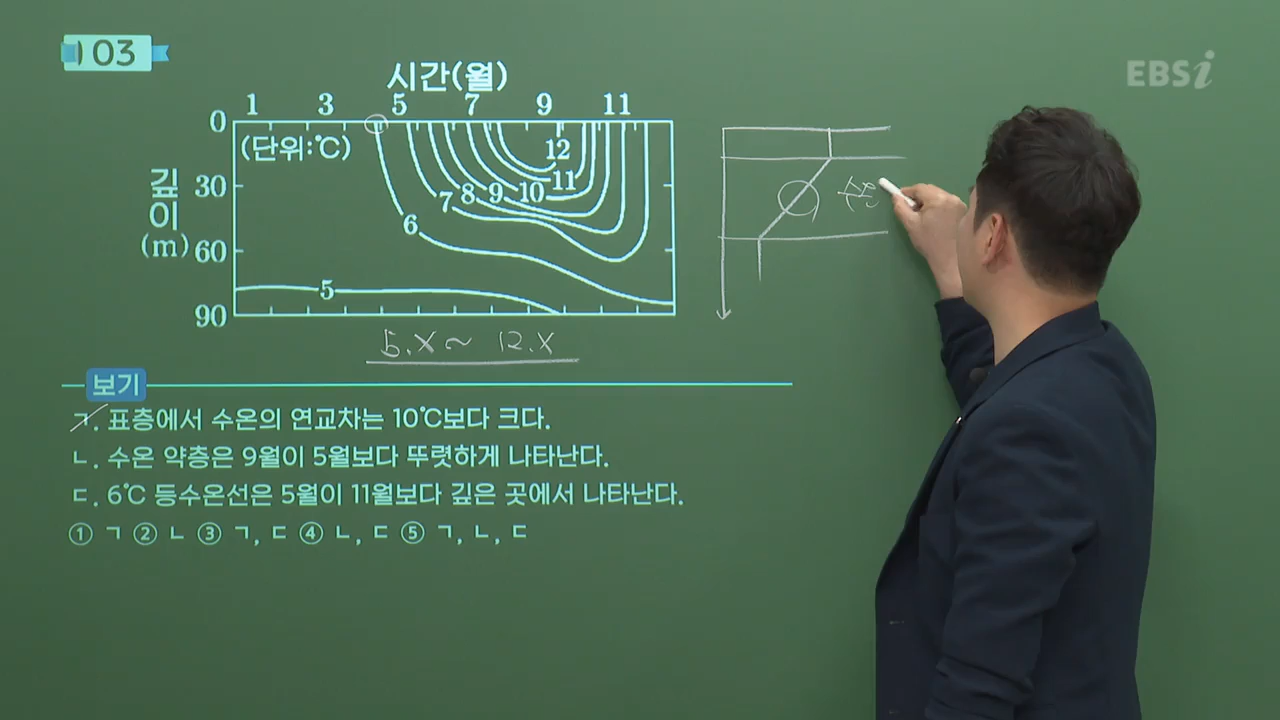 03
EBSi
시간(월)
1 3 5 7 9 11
0
(단위:℃)
12
깊이
(m)
30
11
7 8 9 10
6
60
5
90
5.X ~ 12.X
수온
보기
ㄱ. 표층에서 수온의 연교차는 10℃보다 크다.
ㄴ. 수온 약층은 9월이 5월보다 뚜렷하게 나타난다.
ㄷ. 6℃ 등수온선은 5월이 11월보다 깊은 곳에서 나타난다.
① ㄱ ② ㄴ ③ ㄱ, ㄷ ④ ㄴ, ㄷ ⑤ ㄱ, ㄴ, ㄷ